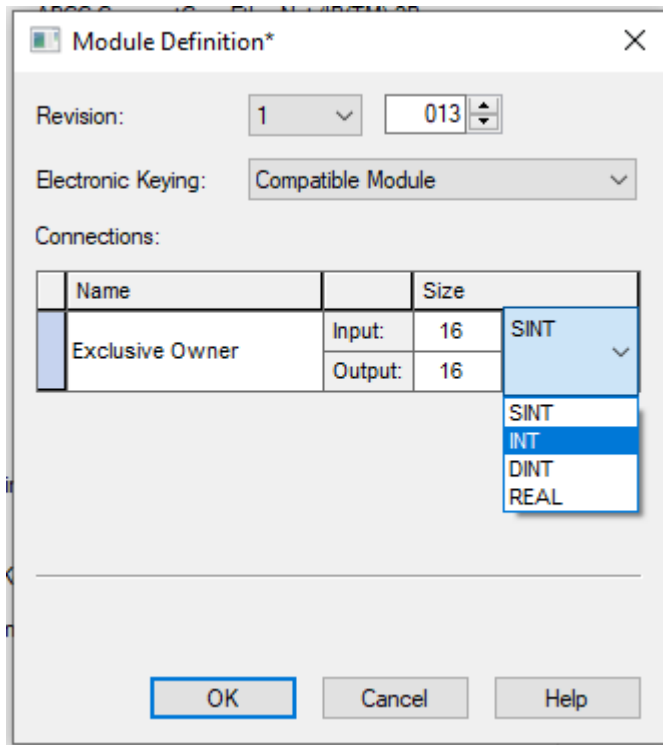 Module Definition*
Revision: 1 013
Electronic Keying: Compatible Module
Connections:
Name Size
Exclusive Owner
Input: 16 SINT
Output: 16
SINT
INT
DINT
REAL
OK Cancel Help